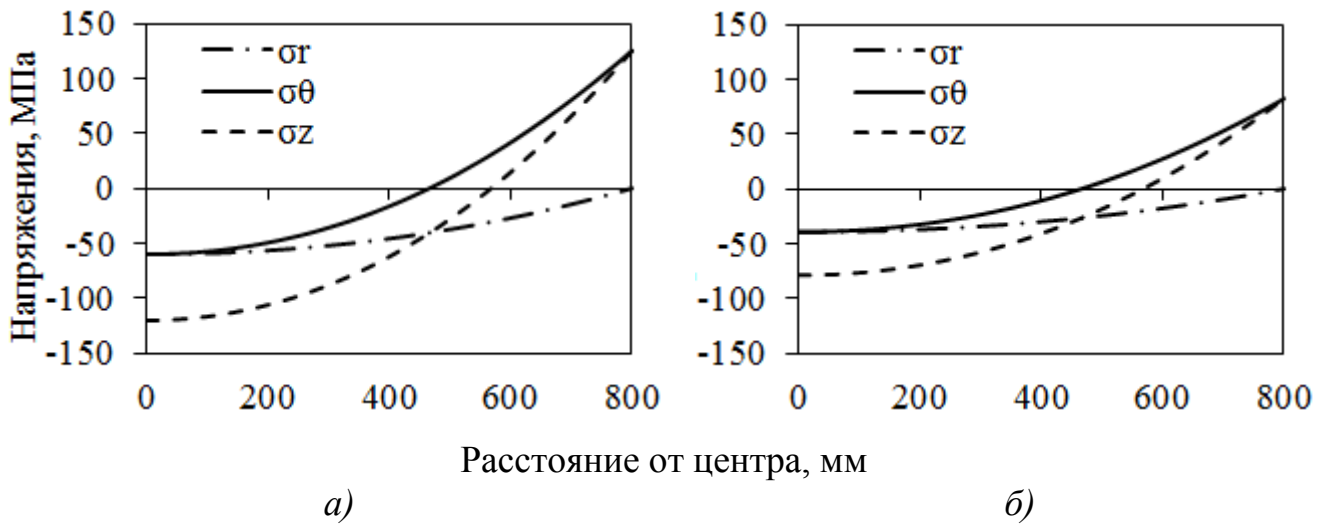 Напряжения, МПа
150
100
50
0
-50
-100
-150
σr
σθ
σz
0 200 400 600 800
150
100
50
0
-50
-100
-150
σr
σθ
σz
0 200 400 600 800
Расстояние от центра, мм
а) б)